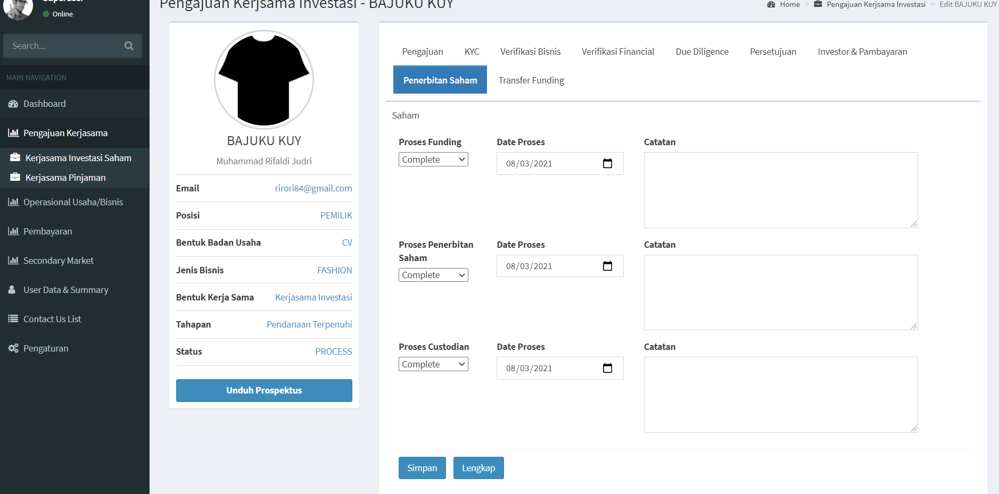 Superuser
Online
Search...
MAIN NAVIGATION
Dashboard
Pengajuan Kerjasama
Kerjasama Investasi Saham
Kerjasama Pinjaman
Operasional Usaha/Bisnis
Pembayaran
Secondary Market
User Data & Summary
Contact Us List
Pengaturan
Pengajuan Kerjsama Investasi - BAJUKU KUY
Home > Pengajuan Kerjsama Investasi > Edit BAJUKU KUY
BAJUKU KUY
Muhammad Rifaldi Judri
Email rirori84@gmail.com
Posisi PEMILIK
Bentuk Badan Usaha CV
Jenis Bisnis FASHION
Bentuk Kerja Sama Kerjasama Investasi
Tahapan Pendanaan Terpenuhi
Status PROCESS
Unduh Prospektus
Pengajuan KYC Verifikasi Bisnis Verifikasi Financial Due Diligence Persetujuan Investor & Pambayaran
Penerbitan Saham Transfer Funding
Saham
Proses Funding Date Proses Catatan
Complete 08/03/2021
Proses Penerbitan Date Proses Catatan
Saham 08/03/2021
Complete
Proses Custodian Date Proses Catatan
Complete 08/03/2021
Simpan Lengkap